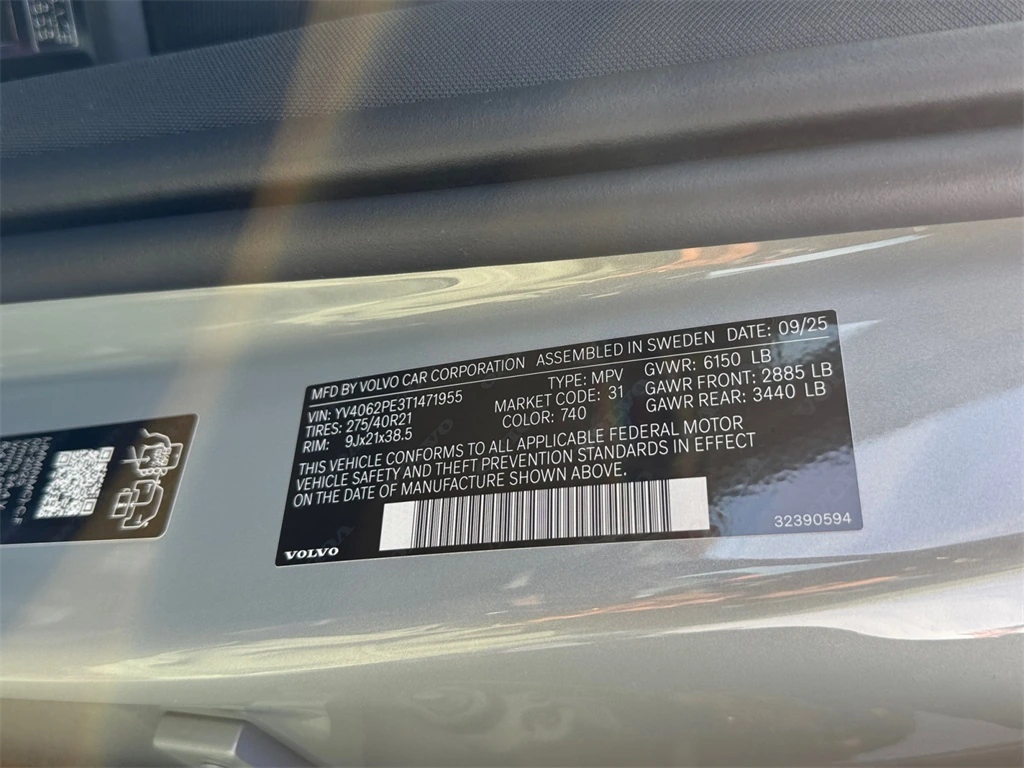 MFD BY VOLVO CAR CORPORATION ASSEMBLED IN SWEDEN DATE: 09/25
VIN: YV4062PE3T1471955 TYPE: MPV GVWR: 6150 LB
TIRES: 275/40R21 MARKET CODE: 31 GAWR FRONT: 2885 LB
RIM: 9Jx21x38.5 COLOR: 740 GAWR REAR: 3440 LB
THIS VEHICLE CONFORMS TO ALL APPLICABLE FEDERAL MOTOR
VEHICLE SAFETY AND THEFT PREVENTION STANDARDS IN EFFECT
ON THE DATE OF MANUFACTURE SHOWN ABOVE.
VOLVO 32390594